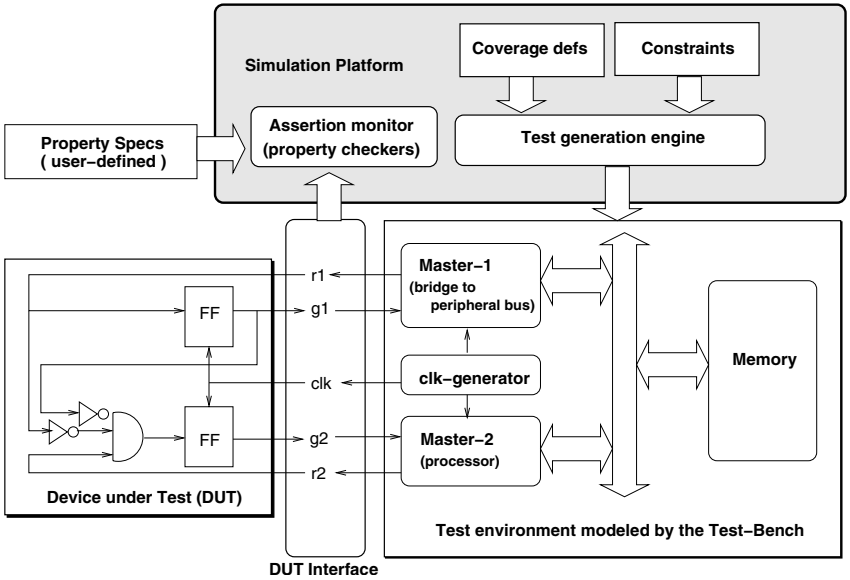 Coverage defs
Constraints
Simulation Platform
Assertion monitor
(property checkers)
Test generation engine
Property Specs
( user−defined )
r1
Master−1
(bridge to
peripheral bus)
FF
g1
clk
clk−generator
Memory
FF
g2
Master−2
(processor)
r2
Device under Test (DUT)
Test environment modeled by the Test−Bench
DUT Interface